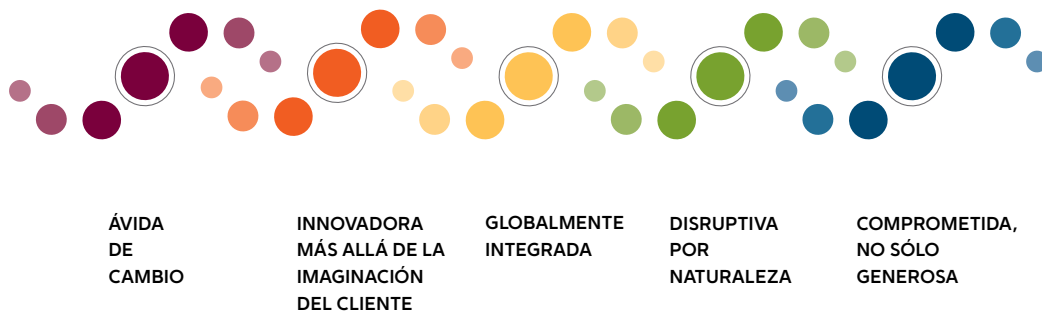 ÁVIDA
DE
CAMBIO
INNOVADORA
MÁS ALLÁ DE LA
IMAGINACIÓN
DEL CLIENTE
GLOBALMENTE
INTEGRADA
DISRUPTIVA
POR
NATURALEZA
COMPROMETIDA,
NO SÓLO
GENEROSA